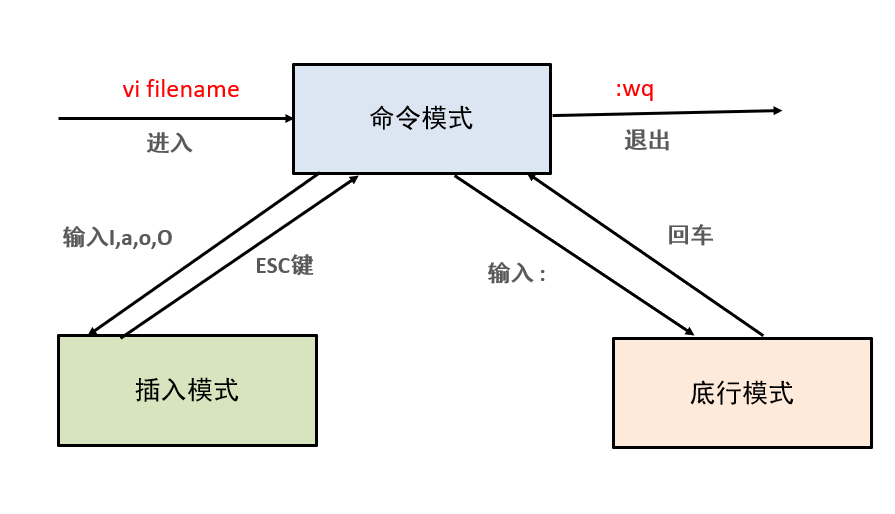 vi filename
进入
命令模式
:wq
退出
输入I,a,o,O
ESC键
输入 :
回车
插入模式
底行模式